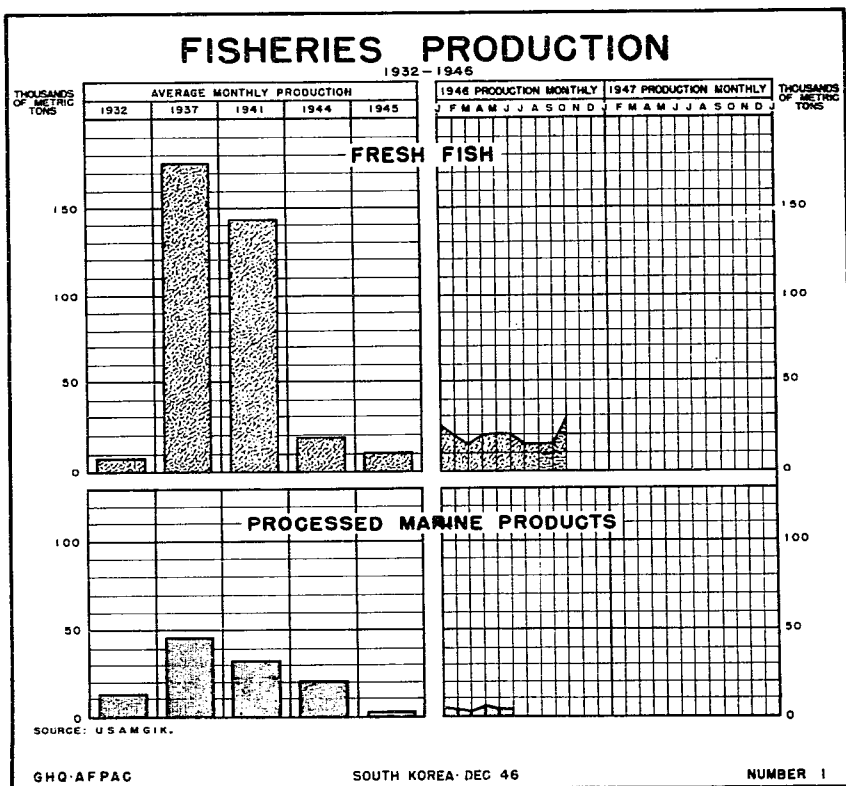 FISHERIES PRODUCTION
1932-1946
THOUSANDS OF METRIC TONS
AVERAGE MONTHLY PRODUCTION
1932 1937 1941 1944 1945
1946 PRODUCTION MONTHLY 1947 PRODUCTION MONTHLY
J F M A M J J A S O N D J F M A M J J A S O N D J
THOUSANDS OF METRIC TONS
FRESH FISH
150 150
100 100
50 50
0 0
PROCESSED MARINE PRODUCTS
100 100
50 50
0 0
SOURCE: USAMGIK.
GHQ·AFPAC SOUTH KOREA· DEC 46 NUMBER 1